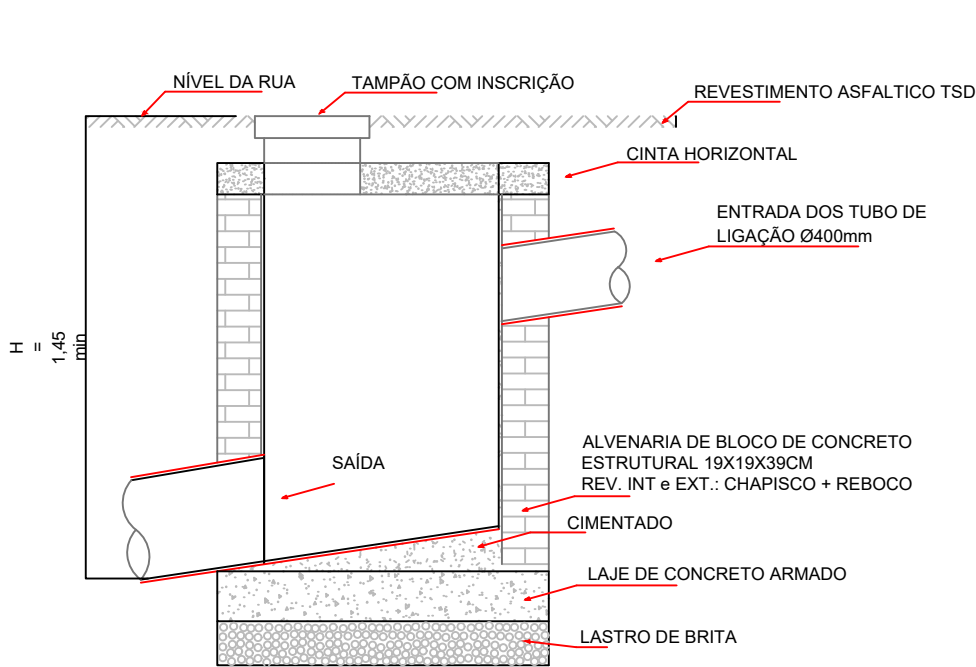 NÍVEL DA RUA
TAMPÃO COM INSCRIÇÃO
REVESTIMENTO ASFALTICO TSD
CINTA HORIZONTAL
ENTRADA DOS TUBO DE
LIGAÇÃO Ø400mm
H
=
1,45
min
ALVENARIA DE BLOCO DE CONCRETO
ESTRUTURAL 19X19X39CM
REV. INT e EXT.: CHAPISCO + REBOCO
SAÍDA
CIMENTADO
LAJE DE CONCRETO ARMADO
LASTRO DE BRITA